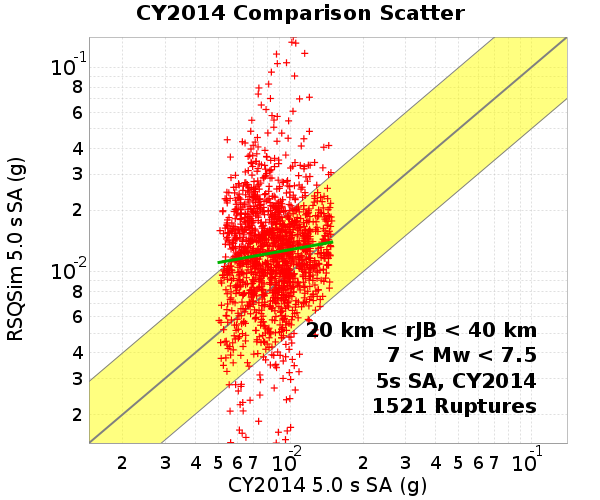 CY2014 Comparison Scatter
RSQSim 5.0 s SA (g)
10-1
8
6
4
3
2
10-2
8
6
4
3
2
20 km < rJB < 40 km
7 < Mw < 7.5
5s SA, CY2014
1521 Ruptures
2 3 4 5 6 7 10-2 2 3 4 5 6 7 10-1
CY2014 5.0 s SA (g)